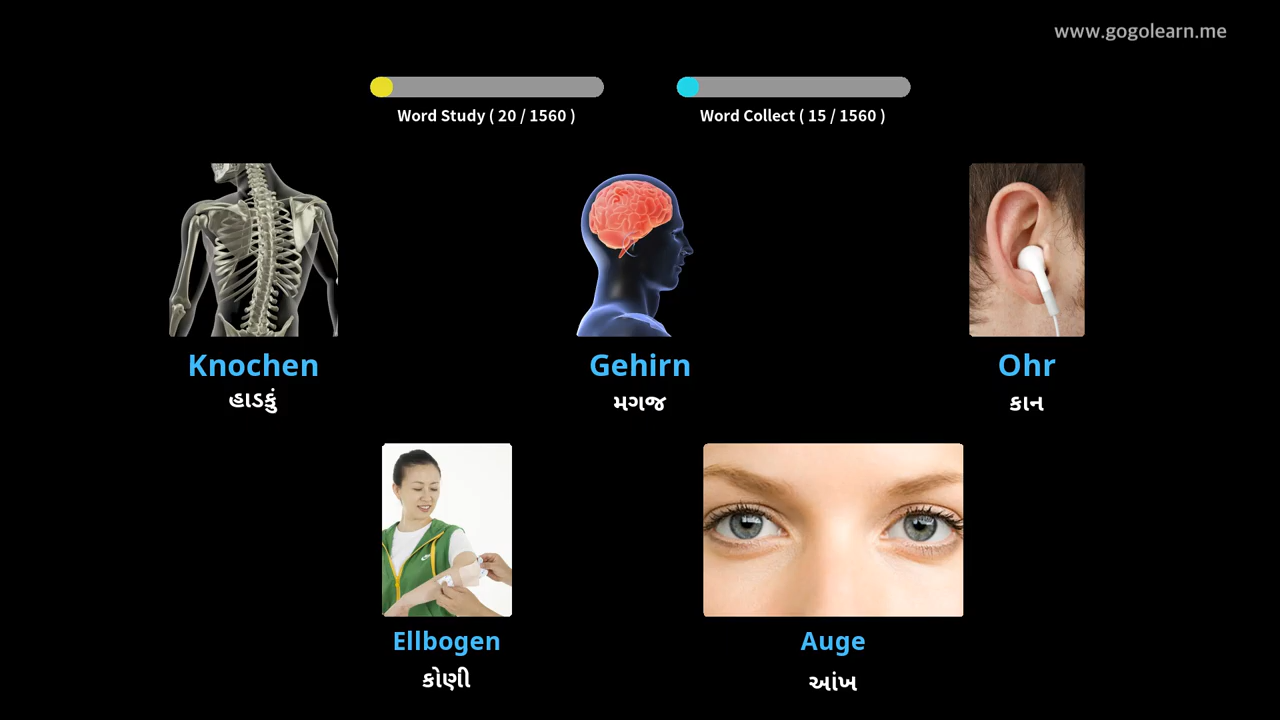 www.gogolearn.me
Word Study ( 20 / 1560 )
Word Collect ( 15 / 1560 )
Knochen
હાડકું
Gehirn
મગજ
Ohr
કાન
Ellbogen
કોણી
Auge
આંખ